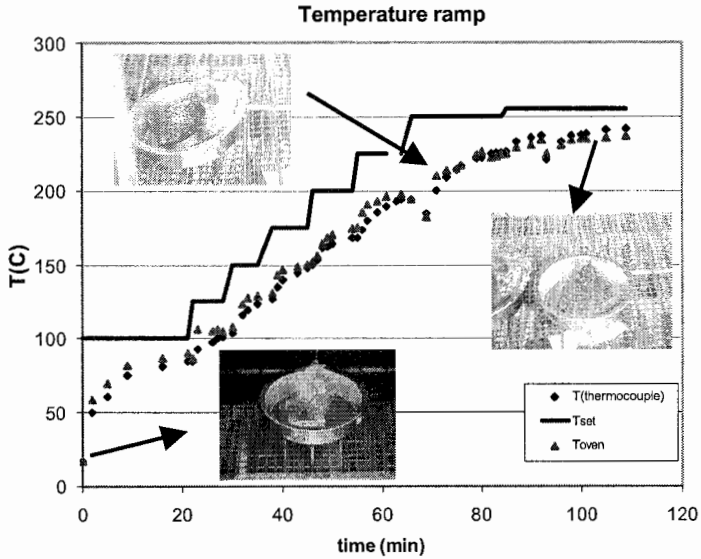 Temperature ramp
300
250
200
150
100
50
0
T(C)
0 20 40 60 80 100 120
time (min)
T(thermocouple)
Tset
Toven